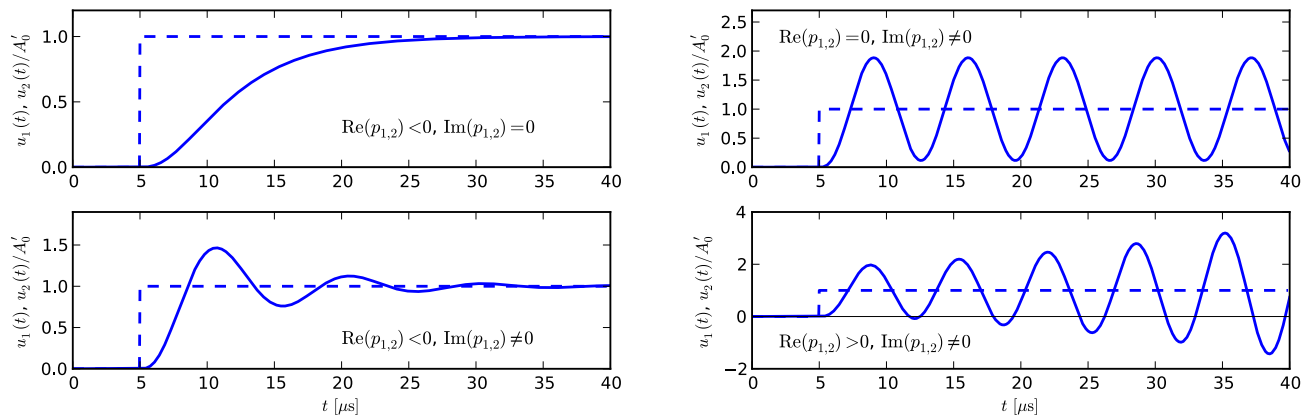 u₁(t), u₂(t)/A′₀
1.0
0.5
0.0
Re(p₁,₂)<0, Im(p₁,₂)=0
0 5 10 15 20 25 30 35 40
u₁(t), u₂(t)/A′₀
1.5
1.0
0.5
0.0
Re(p₁,₂)<0, Im(p₁,₂)≠0
0 5 10 15 20 25 30 35 40
t [μs]
u₁(t), u₂(t)/A′₀
2.5
2.0
1.5
1.0
0.5
0.0
Re(p₁,₂)=0, Im(p₁,₂)≠0
0 5 10 15 20 25 30 35 40
u₁(t), u₂(t)/A′₀
4
2
0
−2
Re(p₁,₂)>0, Im(p₁,₂)≠0
0 5 10 15 20 25 30 35 40
t [μs]